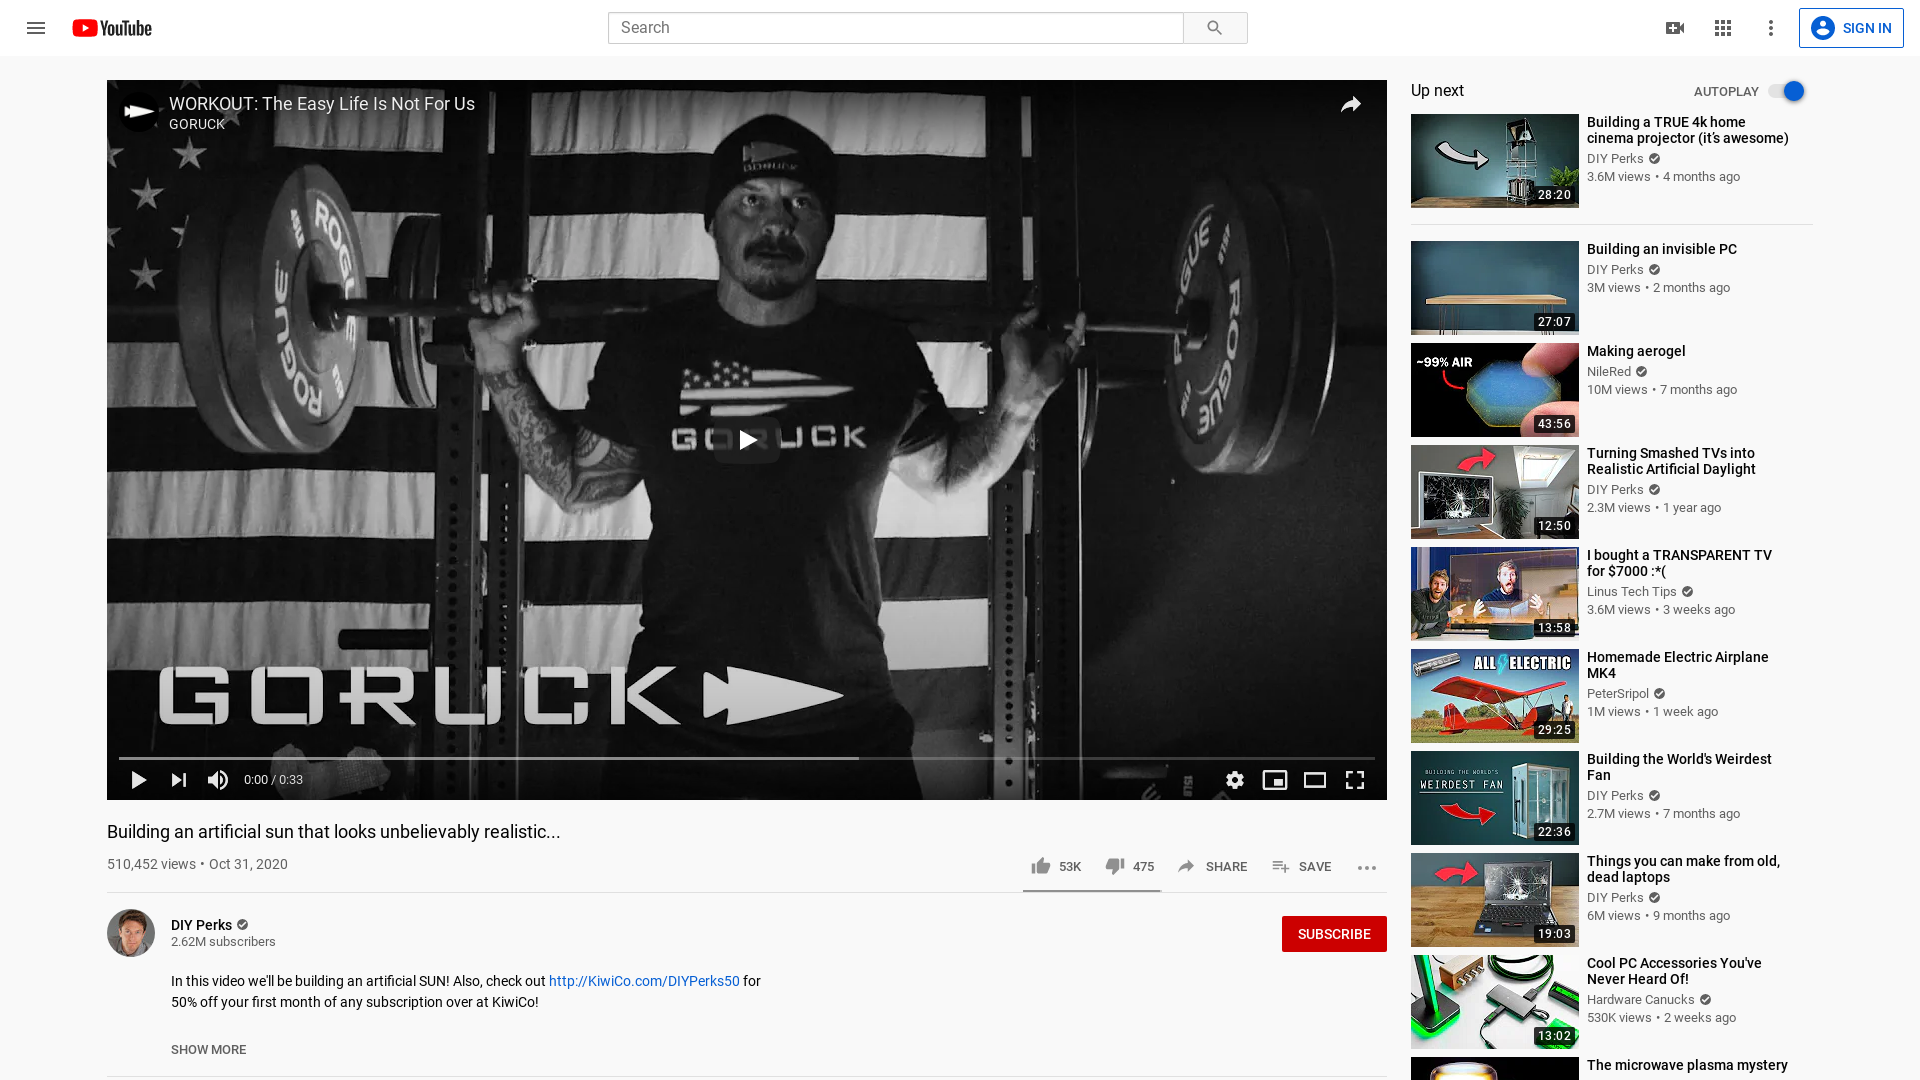 YouTube
Search
SIGN IN
WORKOUT: The Easy Life Is Not For Us
GORUCK
GORUCK
ROGUE
ROGUE
ROGUE
ROGUE
GORUCK
GORUCK
0:00 / 0:33
Building an artificial sun that looks unbelievably realistic...
510,452 views • Oct 31, 2020
53K
475
SHARE
SAVE
DIY Perks
2.62M subscribers
SUBSCRIBE
In this video we'll be building an artificial SUN! Also, check out http://KiwiCo.com/DIYPerks50 for
50% off your first month of any subscription over at KiwiCo!
SHOW MORE
Up next
AUTOPLAY
28:20
Building a TRUE 4k home
cinema projector (it’s awesome)
DIY Perks
3.6M views • 4 months ago
27:07
Building an invisible PC
DIY Perks
3M views • 2 months ago
~99% AIR
43:56
Making aerogel
NileRed
10M views • 7 months ago
12:50
Turning Smashed TVs into
Realistic Artificial Daylight
DIY Perks
2.3M views • 1 year ago
13:58
I bought a TRANSPARENT TV
for $7000 :*(
Linus Tech Tips
3.6M views • 3 weeks ago
ALL ELECTRIC
29:25
Homemade Electric Airplane
MK4
PeterSripol
1M views • 1 week ago
BUILDING THE WORLD'S
WEIRDEST FAN
22:36
Building the World's Weirdest
Fan
DIY Perks
2.7M views • 7 months ago
19:03
Things you can make from old,
dead laptops
DIY Perks
6M views • 9 months ago
13:02
Cool PC Accessories You've
Never Heard Of!
Hardware Canucks
530K views • 2 weeks ago
The microwave plasma mystery